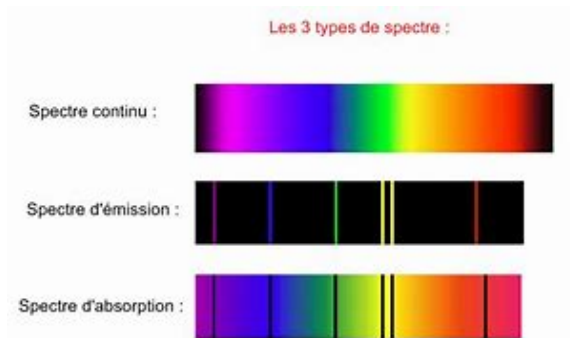 Les 3 types de spectre :
Spectre continu :
Spectre d'émission :
Spectre d'absorption :